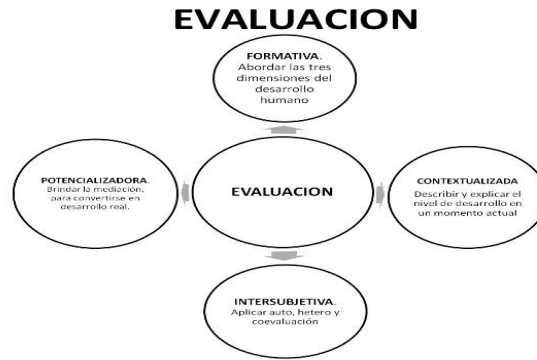 EVALUACION
FORMATIVA.
Abordar las tres
dimensiones del
desarrollo
humano
POTENCIALIZADORA.
Brindar la mediación,
para convertirse en
desarrollo real.
EVALUACION
CONTEXTUALIZADA
Describir y explicar el
nivel de desarrollo en
un momento actual
INTERSUBJETIVA.
Aplicar auto, hetero y
coevaluación